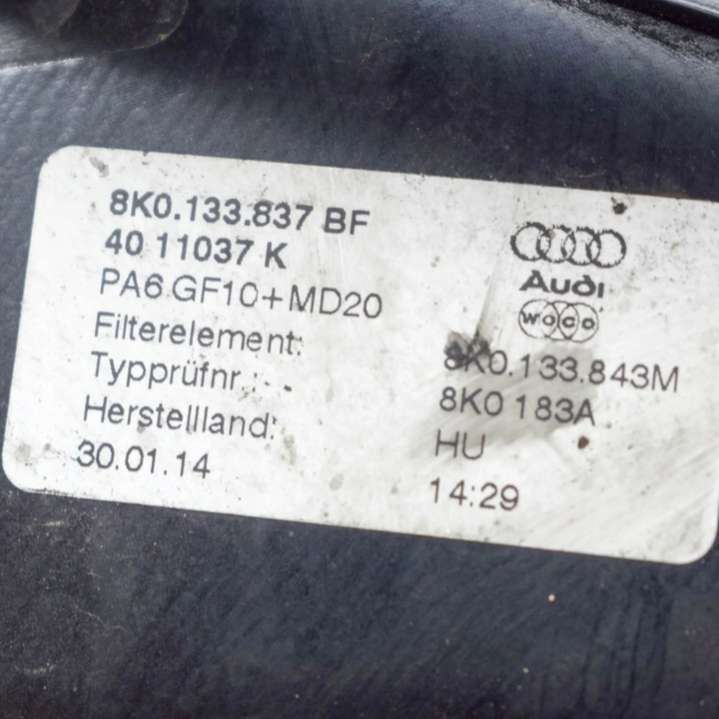 8K0.133.837 BF
40 11037 K
PA6 GF10+MD20
Audi
woco
Filterelement: 8K0.133.843M
Typprüfnr.: 8K0 183A
Herstellland: HU
30.01.14 14:29